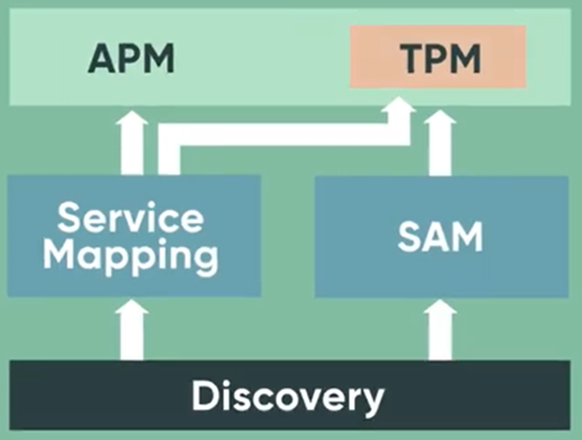 APM
TPM
Service
Mapping
SAM
Discovery